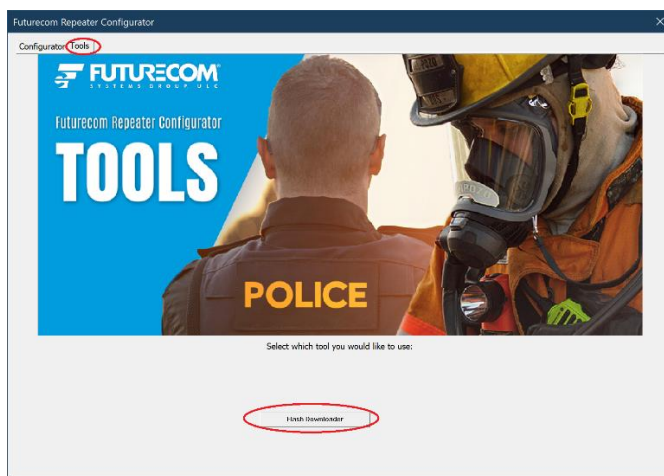 Futurecom Repeater Configurator
Configurator Tools
FUTURECOM
SYSTEMS GROUP ULC
Futurecom Repeater Configurator
TOOLS
POLICE
Select which tool you would like to use:
Flash Downloader